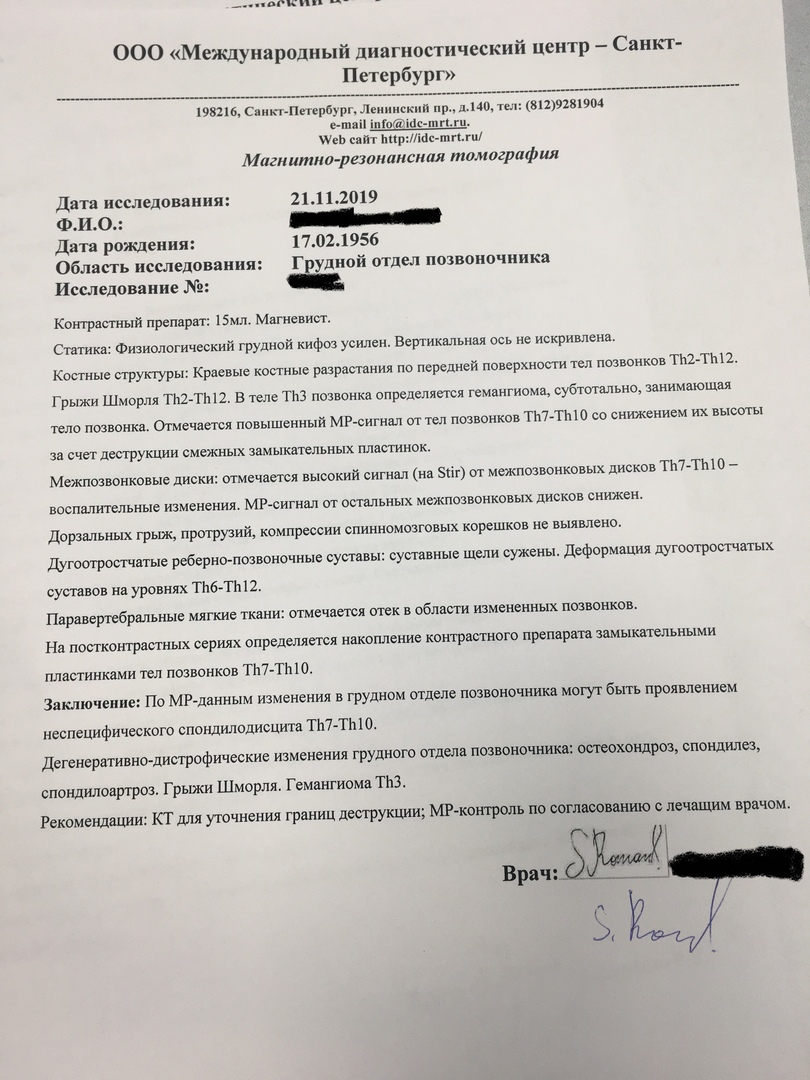 ООО «Международный диагностический центр – Санкт-
Петербург»
198216, Санкт-Петербург, Ленинский пр., д.140, тел: (812)9281904
e-mail info@idc-mrt.ru.
Web сайт http://idc-mrt.ru/
Магнитно-резонансная томография
Дата исследования: 21.11.2019
Ф.И.О.:
Дата рождения: 17.02.1956
Область исследования: Грудной отдел позвоночника
Исследование №:
Контрастный препарат: 15мл. Магневист.
Статика: Физиологический грудной кифоз усилен. Вертикальная ось не искривлена.
Костные структуры: Краевые костные разрастания по передней поверхности тел позвонков Th2-Th12.
Грыжи Шморля Th2-Th12. В теле Th3 позвонка определяется гемангиома, субтотально, занимающая
тело позвонка. Отмечается повышенный МР-сигнал от тел позвонков Th7-Th10 со снижением их высоты
за счет деструкции смежных замыкательных пластинок.
Межпозвонковые диски: отмечается высокий сигнал (на Stir) от межпозвонковых дисков Th7-Th10 –
воспалительные изменения. МР-сигнал от остальных межпозвонковых дисков снижен.
Дорзальных грыж, протрузий, компрессии спинномозговых корешков не выявлено.
Дугоотростчатые реберно-позвоночные суставы: суставные щели сужены. Деформация дугоотростчатых
суставов на уровнях Th6-Th12.
Паравертебральные мягкие ткани: отмечается отек в области измененных позвонков.
На постконтрастных сериях определяется накопление контрастного препарата замыкательными
пластинками тел позвонков Th7-Th10.
Заключение: По МР-данным изменения в грудном отделе позвоночника могут быть проявлением
неспецифического спондилодисцита Th7-Th10.
Дегенеративно-дистрофические изменения грудного отдела позвоночника: остеохондроз, спондилез,
спондилоартроз. Грыжи Шморля. Гемангиома Th3.
Рекомендации: КТ для уточнения границ деструкции; МР-контроль по согласованию с лечащим врачом.
Врач: